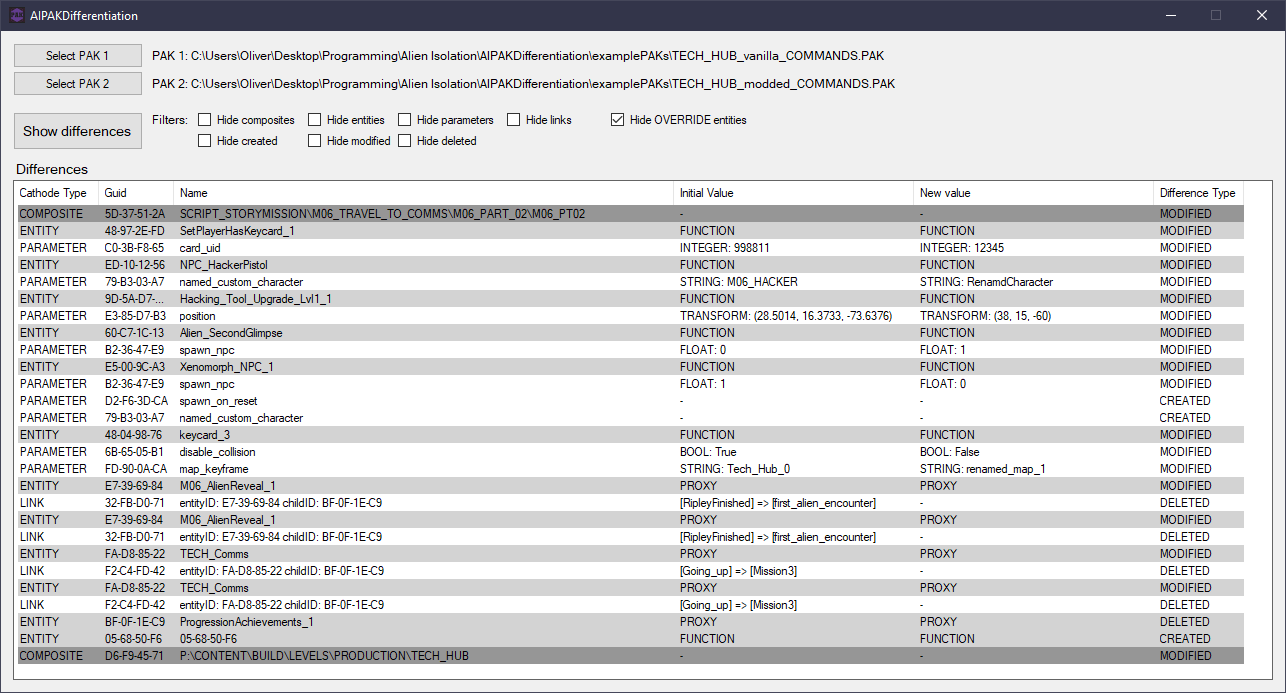 AIPAKDifferentiation
Select PAK 1 PAK 1: C:\Users\Oliver\Desktop\Programming\Alien Isolation\AIPAKDifferentiation\examplePAKs\TECH_HUB_vanilla_COMMANDS.PAK
Select PAK 2 PAK 2: C:\Users\Oliver\Desktop\Programming\Alien Isolation\AIPAKDifferentiation\examplePAKs\TECH_HUB_modded_COMMANDS.PAK
Show differences
Filters: Hide composites Hide entities Hide parameters Hide links Hide OVERRIDE entities
Hide created Hide modified Hide deleted
Differences
Cathode Type Guid Name Initial Value New value Difference Type
COMPOSITE 5D-37-51-2A SCRIPT_STORYMISSION\M06_TRAVEL_TO_COMMS\M06_PART_02\M06_PT02 - - MODIFIED
ENTITY 48-97-2E-FD SetPlayerHasKeycard_1 FUNCTION FUNCTION MODIFIED
PARAMETER C0-3B-F8-65 card_uid INTEGER: 998811 INTEGER: 12345 MODIFIED
ENTITY ED-10-12-56 NPC_HackerPistol FUNCTION FUNCTION MODIFIED
PARAMETER 79-B3-03-A7 named_custom_character STRING: M06_HACKER STRING: RenamdCharacter MODIFIED
ENTITY 9D-5A-D7-... Hacking_Tool_Upgrade_Lvl1_1 FUNCTION FUNCTION MODIFIED
PARAMETER E3-85-D7-B3 position TRANSFORM: (28.5014, 16.3733, -73.6376) TRANSFORM: (38, 15, -60) MODIFIED
ENTITY 60-C7-1C-13 Alien_SecondGlimpse FUNCTION FUNCTION MODIFIED
PARAMETER B2-36-47-E9 spawn_npc FLOAT: 0 FLOAT: 1 MODIFIED
ENTITY E5-00-9C-A3 Xenomorph_NPC_1 FUNCTION FUNCTION MODIFIED
PARAMETER B2-36-47-E9 spawn_npc FLOAT: 1 FLOAT: 0 MODIFIED
PARAMETER D2-F6-3D-CA spawn_on_reset - - CREATED
PARAMETER 79-B3-03-A7 named_custom_character - - CREATED
ENTITY 48-04-98-76 keycard_3 FUNCTION FUNCTION MODIFIED
PARAMETER 6B-65-05-B1 disable_collision BOOL: True BOOL: False MODIFIED
PARAMETER FD-90-0A-CA map_keyframe STRING: Tech_Hub_0 STRING: renamed_map_1 MODIFIED
ENTITY E7-39-69-84 M06_AlienReveal_1 PROXY PROXY MODIFIED
LINK 32-FB-D0-71 entityID: E7-39-69-84 childID: BF-0F-1E-C9 [RipleyFinished] => [first_alien_encounter] - DELETED
ENTITY E7-39-69-84 M06_AlienReveal_1 PROXY PROXY MODIFIED
LINK 32-FB-D0-71 entityID: E7-39-69-84 childID: BF-0F-1E-C9 [RipleyFinished] => [first_alien_encounter] - DELETED
ENTITY FA-D8-85-22 TECH_Comms PROXY PROXY MODIFIED
LINK F2-C4-FD-42 entityID: FA-D8-85-22 childID: BF-0F-1E-C9 [Going_up] => [Mission3] - DELETED
ENTITY FA-D8-85-22 TECH_Comms PROXY PROXY MODIFIED
LINK F2-C4-FD-42 entityID: FA-D8-85-22 childID: BF-0F-1E-C9 [Going_up] => [Mission3] - DELETED
ENTITY BF-0F-1E-C9 ProgressionAchievements_1 PROXY PROXY DELETED
ENTITY 05-68-50-F6 05-68-50-F6 FUNCTION FUNCTION CREATED
COMPOSITE D6-F9-45-71 P:\CONTENT\BUILD\LEVELS\PRODUCTION\TECH_HUB - - MODIFIED